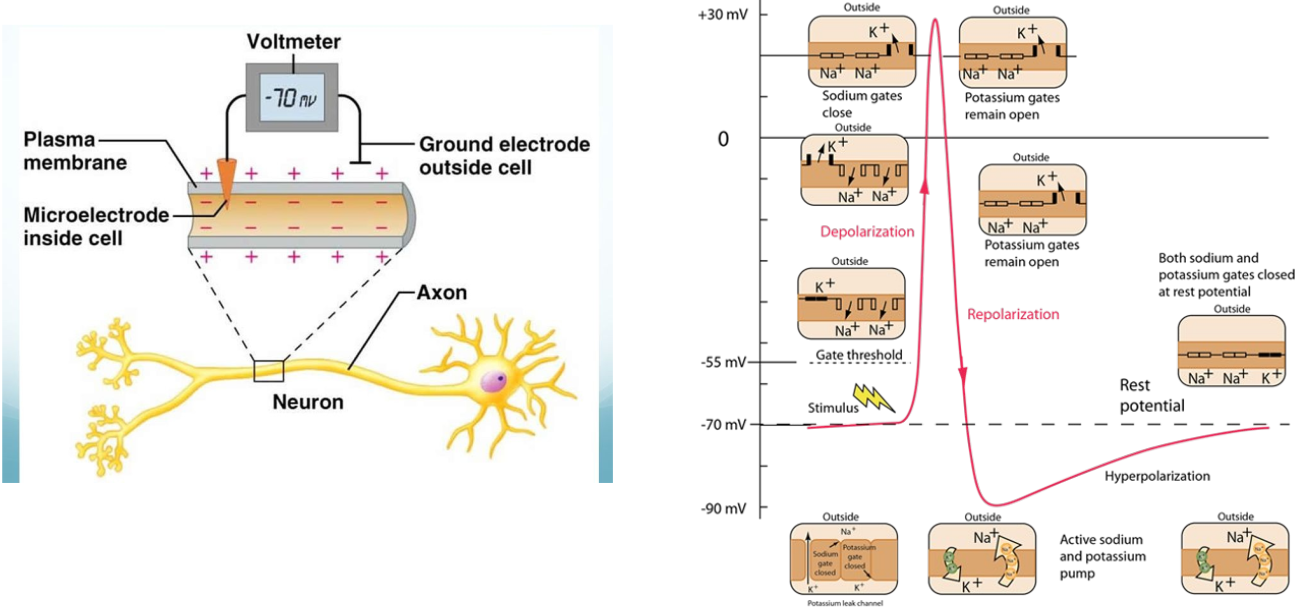 Voltmeter
-70 mv
Plasma
membrane
Ground electrode
outside cell
Microelectrode
inside cell
Axon
Neuron
+30 mV
Outside
K+
Na+ Na+
Sodium gates
close
Outside
K+
Na+ Na+
Potassium gates
remain open
0
Outside
K+
Na+ Na+
Depolarization
Outside
K+
Na+ Na+
Potassium gates
remain open
Outside
K+
Na+ Na+
Repolarization
Both sodium and
potassium gates closed
at rest potential
Outside
Na+ Na+ K+
Gate threshold
-55 mV
Stimulus
Rest
potential
-70 mV
Hyperpolarization
-90 mV
Outside
Na+
Sodium
gate
closed
Potassium
gate
closed
K+ K+
Potassium leak channel
Outside
Na+
K+
Active sodium
and potassium
pump
Outside
Na+
K+